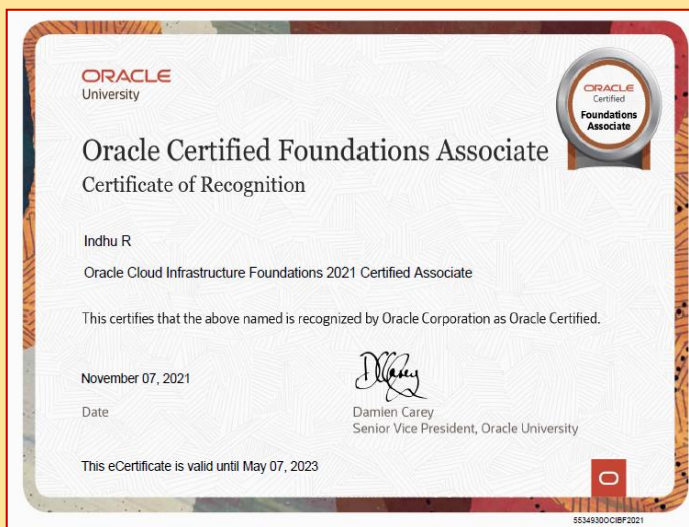 ORACLE
University
ORACLE
Certified
Foundations
Associate
Oracle Certified Foundations Associate
Certificate of Recognition
Indhu R
Oracle Cloud Infrastructure Foundations 2021 Certified Associate
This certifies that the above named is recognized by Oracle Corporation as Oracle Certified.
November 07, 2021
Date
Damien Carey
Senior Vice President, Oracle University
This eCertificate is valid until May 07, 2023
5534930OCIBF2021